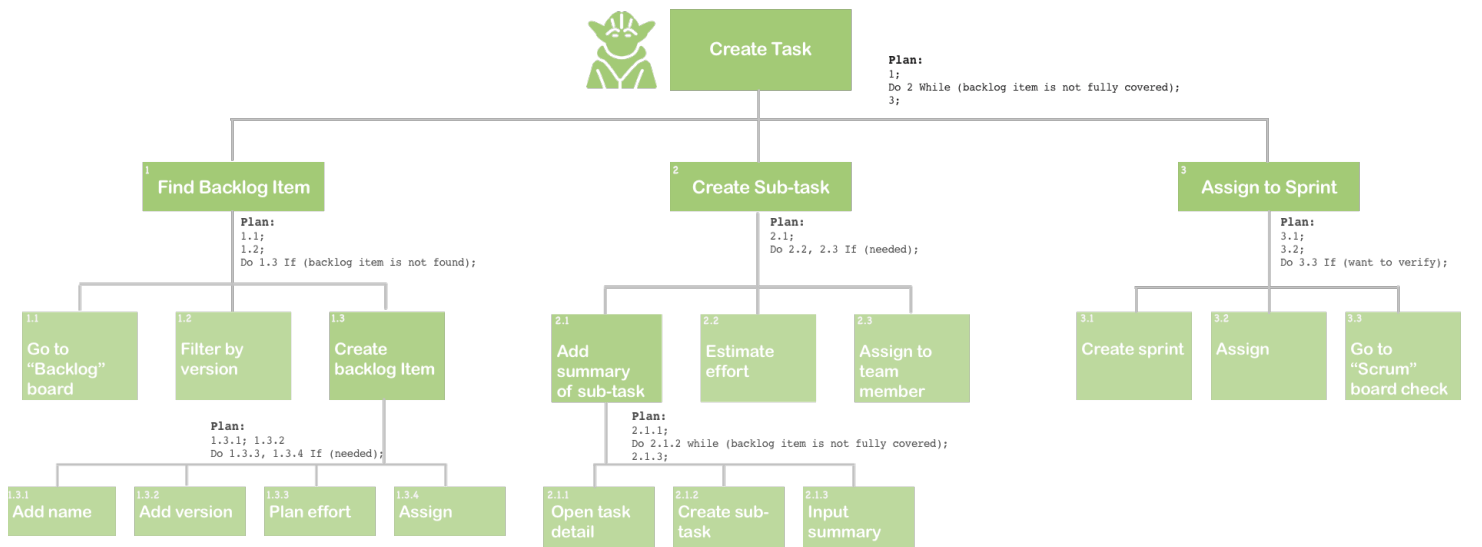 Create Task
Plan:
1;
Do 2 While (backlog item is not fully covered);
3;
1
Find Backlog Item
2
Create Sub-task
3
Assign to Sprint
Plan:
1.1;
1.2;
Do 1.3 If (backlog item is not found);
Plan:
2.1;
Do 2.2, 2.3 If (needed);
Plan:
3.1;
3.2;
Do 3.3 If (want to verify);
1.1
Go to
“Backlog”
board
1.2
Filter by
version
1.3
Create
backlog Item
2.1
Add
summary
of sub-task
2.2
Estimate
effort
2.3
Assign to
team
member
3.1
Create sprint
3.2
Assign
3.3
Go to
“Scrum”
board check
Plan:
1.3.1; 1.3.2
Do 1.3.3, 1.3.4 If (needed);
Plan:
2.1.1;
Do 2.1.2 while (backlog item is not fully covered);
2.1.3;
1.3.1
Add name
1.3.2
Add version
1.3.3
Plan effort
1.3.4
Assign
2.1.1
Open task
detail
2.1.2
Create sub-
task
2.1.3
Input
summary